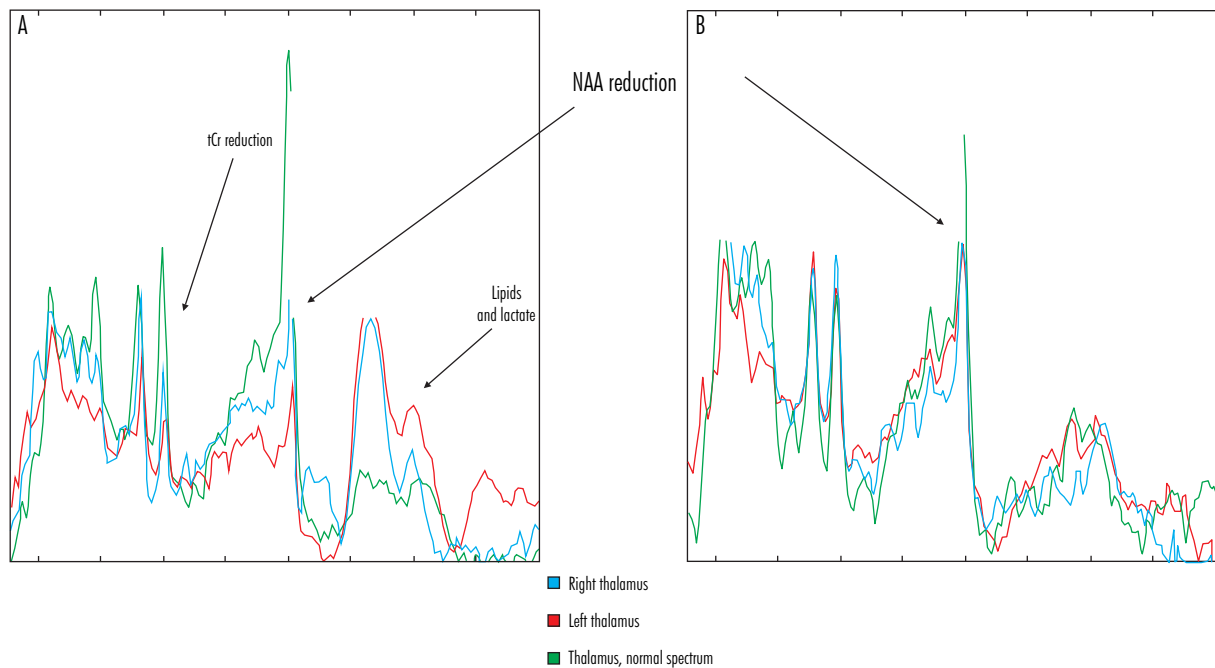 A
B
NAA reduction
tCr reduction
Lipids
and lactate
Right thalamus
Left thalamus
Thalamus, normal spectrum